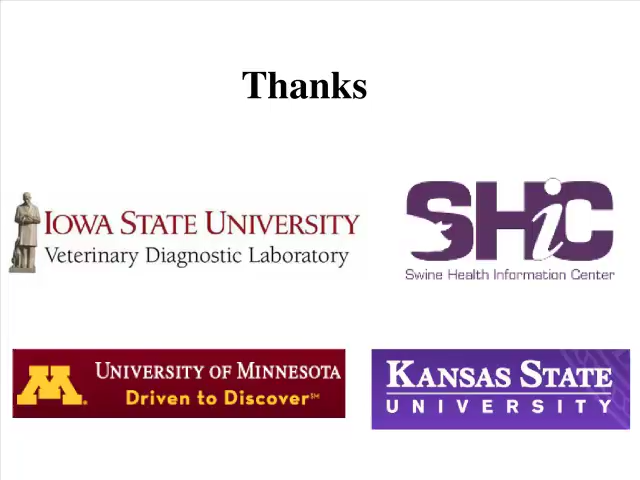 Thanks
IOWA STATE UNIVERSITY
Veterinary Diagnostic Laboratory
SHiC
Swine Health Information Center
M
UNIVERSITY OF MINNESOTA
Driven to Discover℠
KANSAS STATE
UNIVERSITY